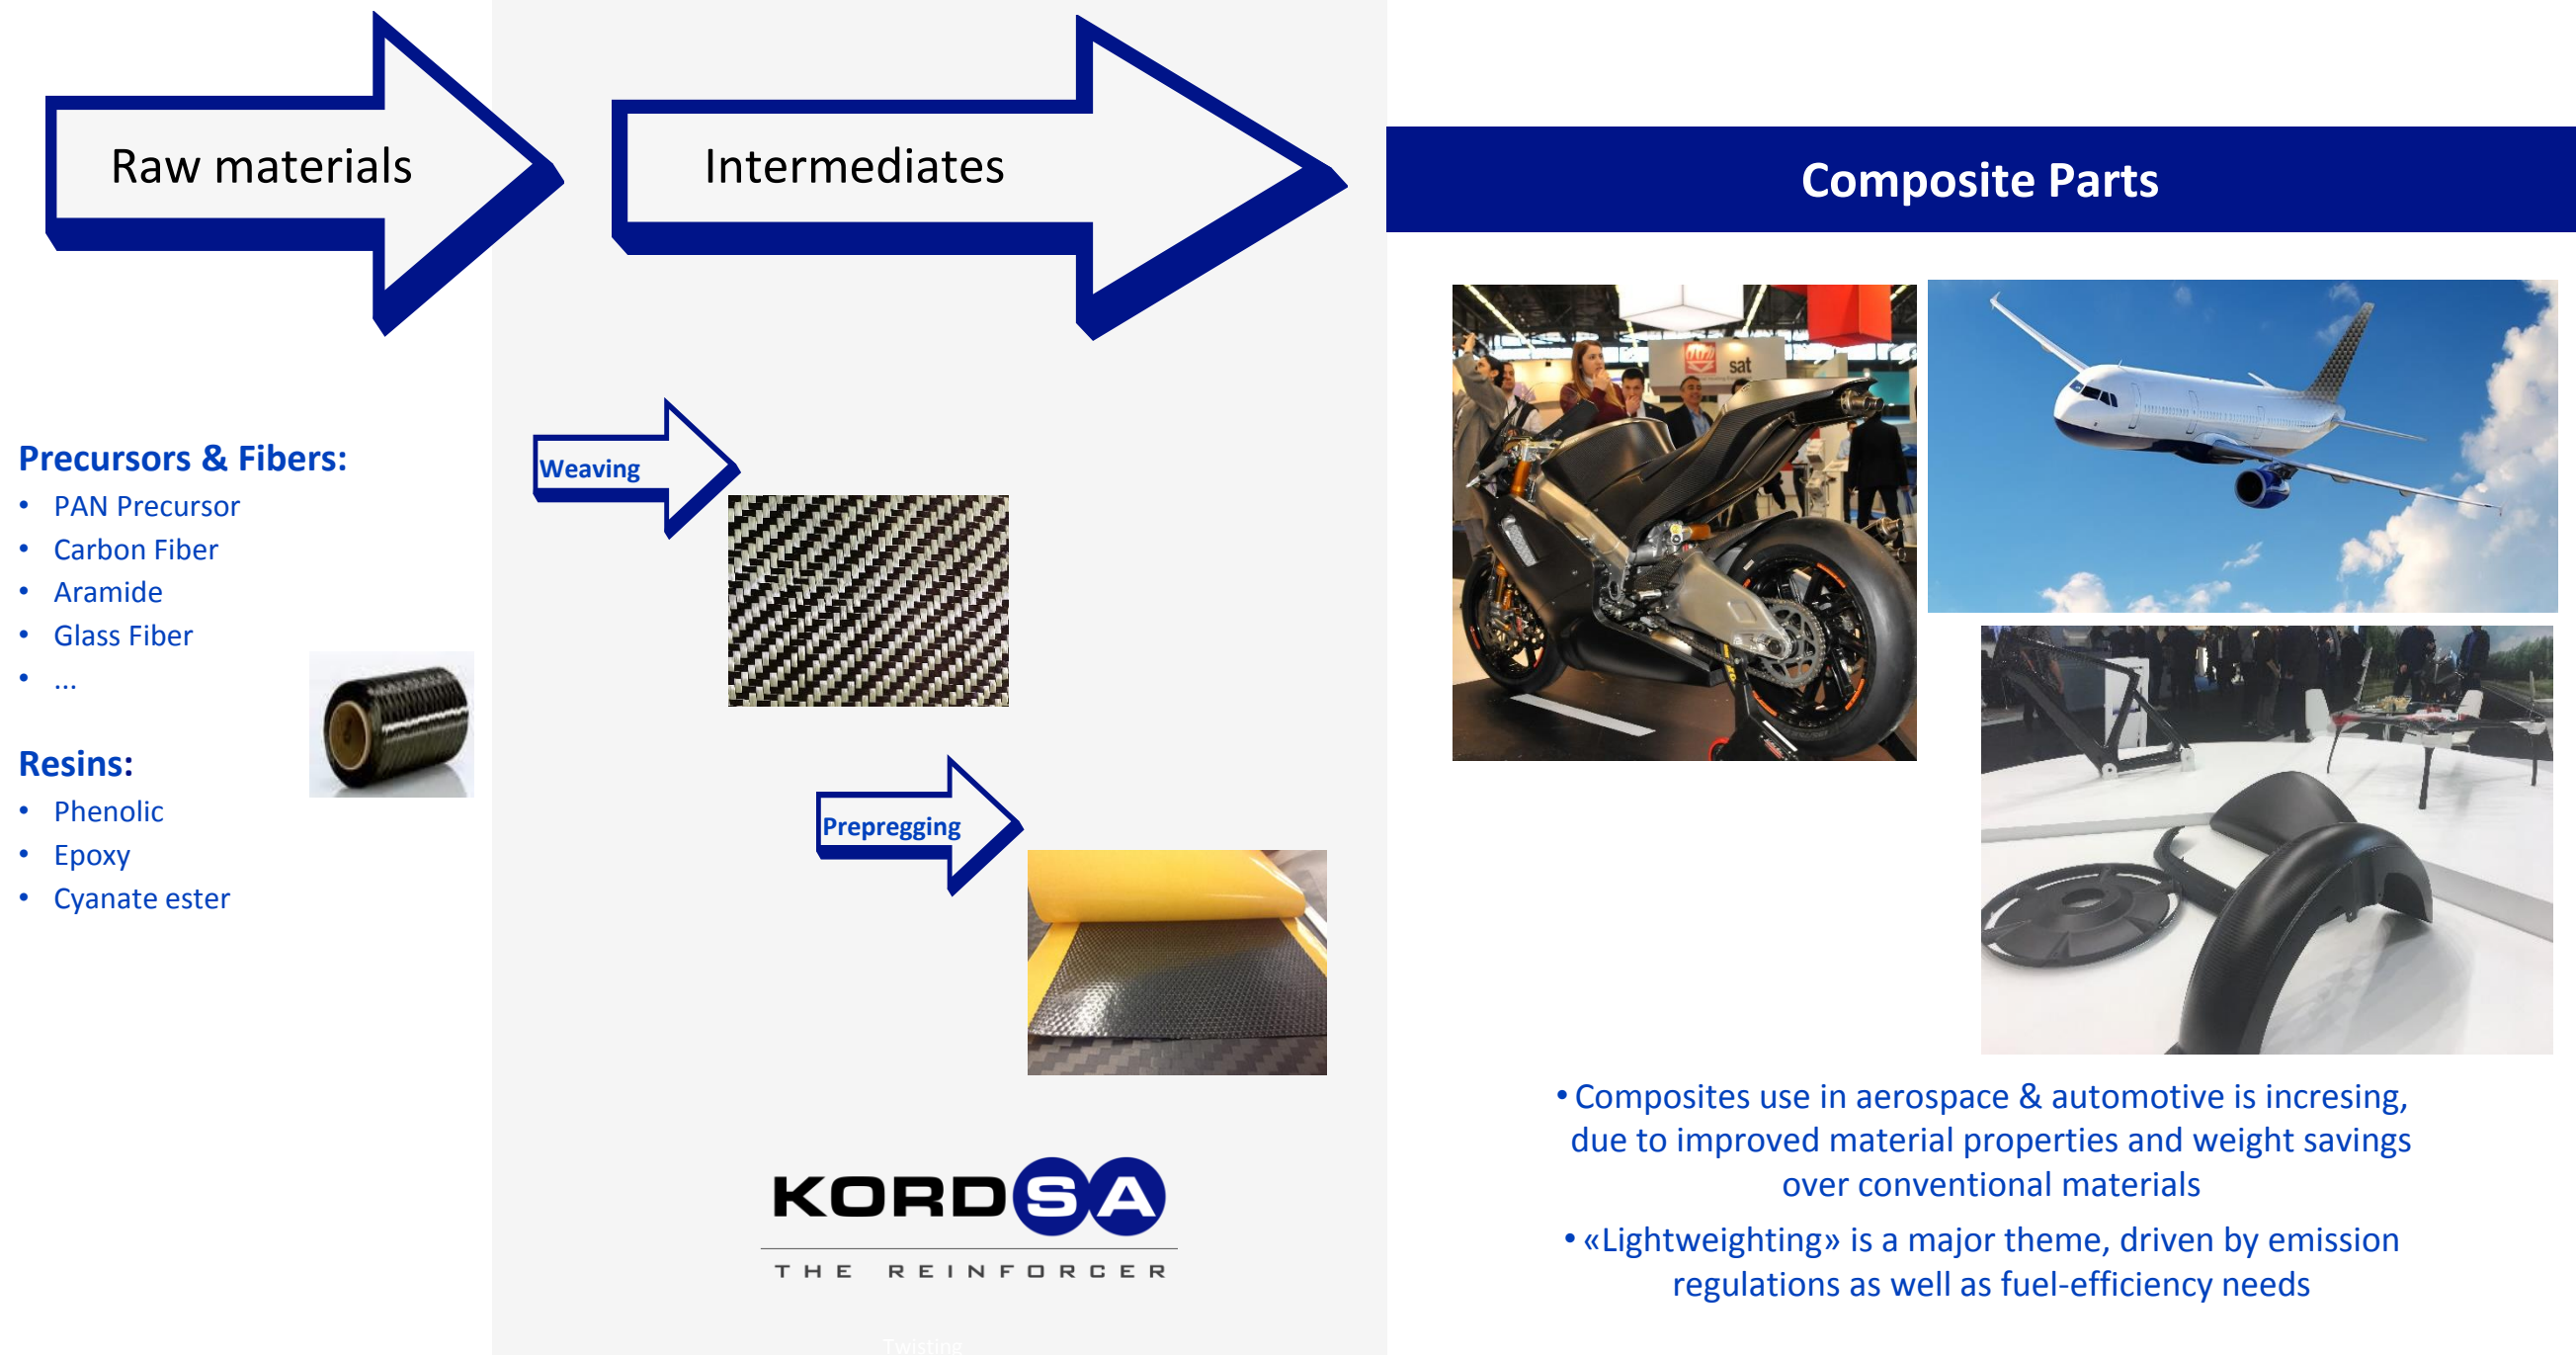 Raw materials
Intermediates
Composite Parts
Precursors & Fibers:
• PAN Precursor
• Carbon Fiber
• Aramide
• Glass Fiber
• ...
Resins:
• Phenolic
• Epoxy
• Cyanate ester
Weaving
Prepregging
KORDSA
THE REINFORCER
Twisting
sat
• Composites use in aerospace & automotive is incresing,
due to improved material properties and weight savings
over conventional materials
• «Lightweighting» is a major theme, driven by emission
regulations as well as fuel-efficiency needs